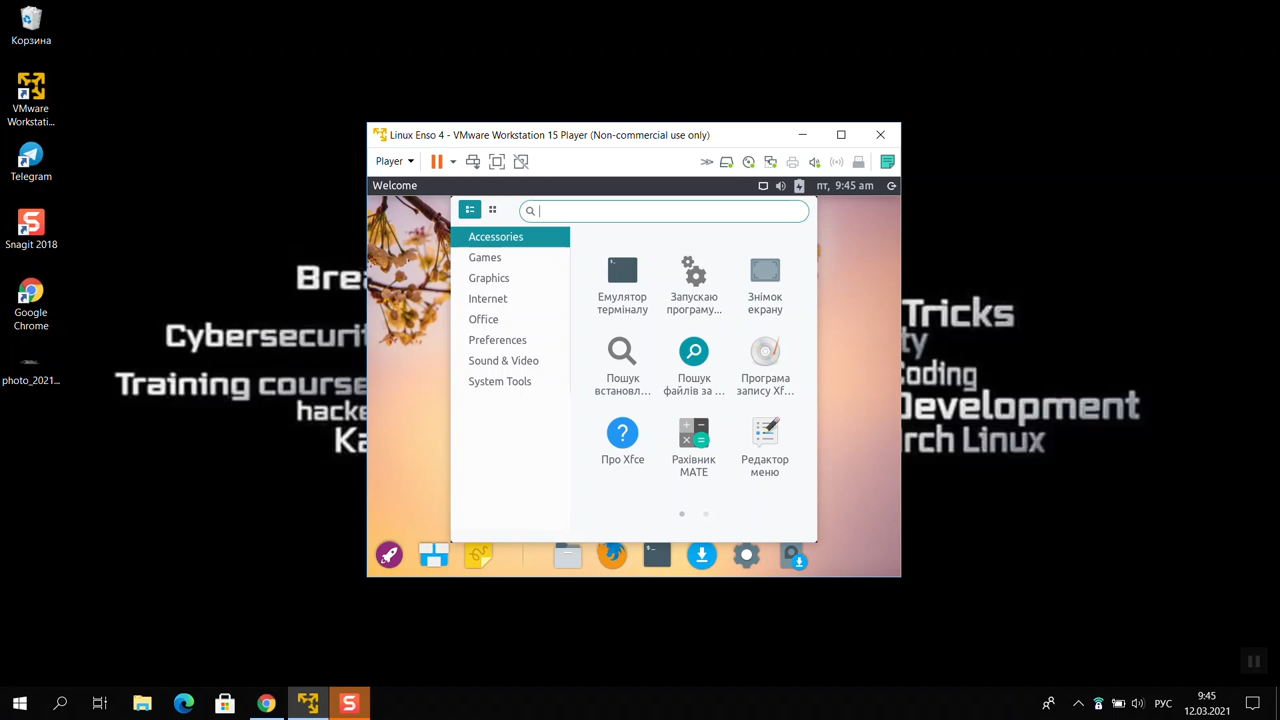 Корзина
VMware
Workstati...
Telegram
Snagit 2018
Google
Chrome
photo_2021...
Cybersecurit
Training course
hacke
Ka
Tricks
ty
Coding
Development
rch Linux
Linux Enso 4 - VMware Workstation 15 Player (Non-commercial use only)
Player
Welcome
пт, 9:45 am
Accessories
Games
Graphics
Internet
Office
Preferences
Sound & Video
System Tools
Емулятор
терміналу
Запускаю
програму...
Знімок
екрану
Пошук
встановл...
Пошук
файлів за ...
Програма
запису Xf...
Про Xfce
Рахівник
MATE
Редактор
меню
РУС
9:45
12.03.2021